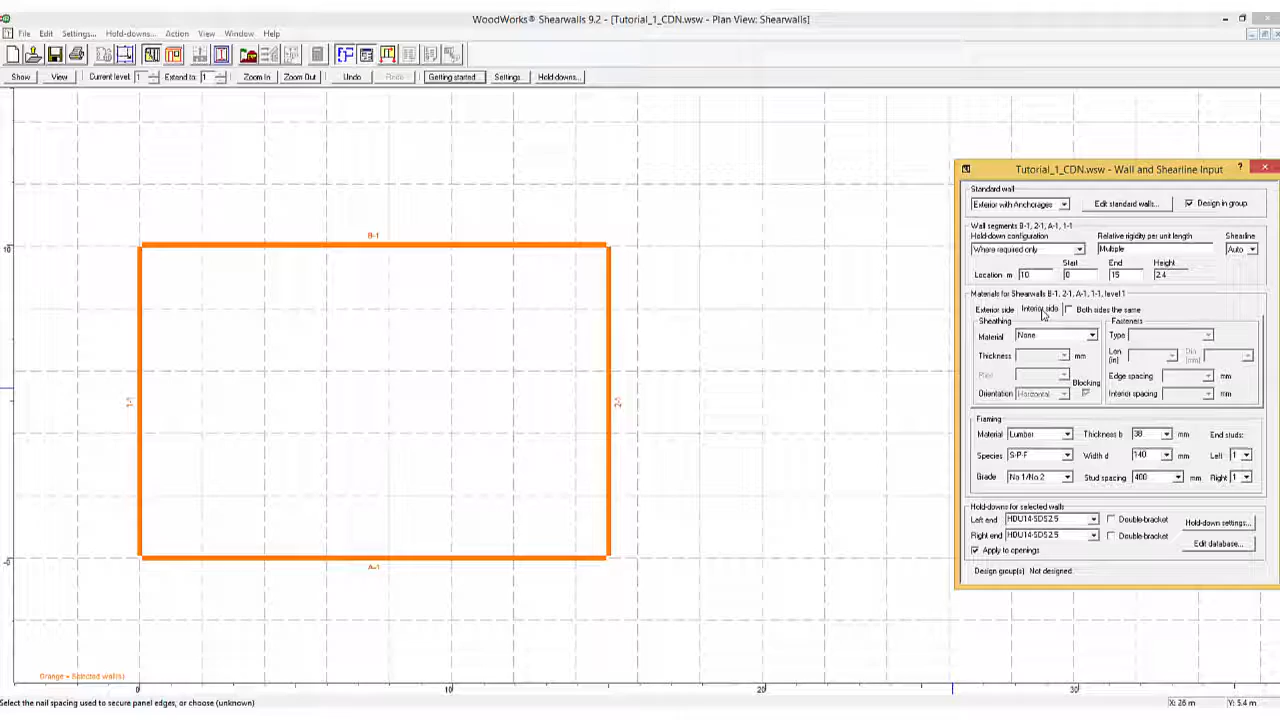 WoodWorks® Shearwalls 9.2 - [Tutorial_1_CDN.wsw - Plan View: Shearwalls]
File Edit Settings... Hold-downs... Action View Window Help
Show View Current level: 1 Extend to: 1 Zoom In Zoom Out Undo Redo Getting started... Settings... Hold-downs...
Tutorial_1_CDN.wsw - Wall and Shearline Input ?
Standard wall
Exterior with Anchorages Edit standard walls... Design in group
Wall segments B-1, 2-1, A-1, 1-1
Hold-down configuration Relative rigidity per unit length Shearline
Where required only Multiple Auto
Start End Height
Location m 10 0 15 2.4
Materials for Shearwalls B-1, 2-1, A-1, 1-1, level 1
Exterior side Interior side Both sides the same
Sheathing Fasteners
Material None Type
Thickness mm Len (in) Dia (mm)
Edge spacing mm
Blocking
Orientation Horizontal Interior spacing mm
Framing
Material Lumber Thickness b 38 mm End studs:
Species S-P-F Width d 140 mm Left 1
Grade No.1/No.2 Stud spacing 400 mm Right 1
Hold-downs for selected walls
Left end HDU14-SDS2.5 Double-bracket Hold-down settings...
Right end HDU14-SDS2.5 Double-bracket
Apply to openings Edit database...
Design group(s) Not designed.
B-1
10
1-1
2-1
A-1
Orange = Selected wall(s)
0 10 20 30
Select the nail spacing used to secure panel edges, or choose (unknown) X: 26 m Y: 5.4 m